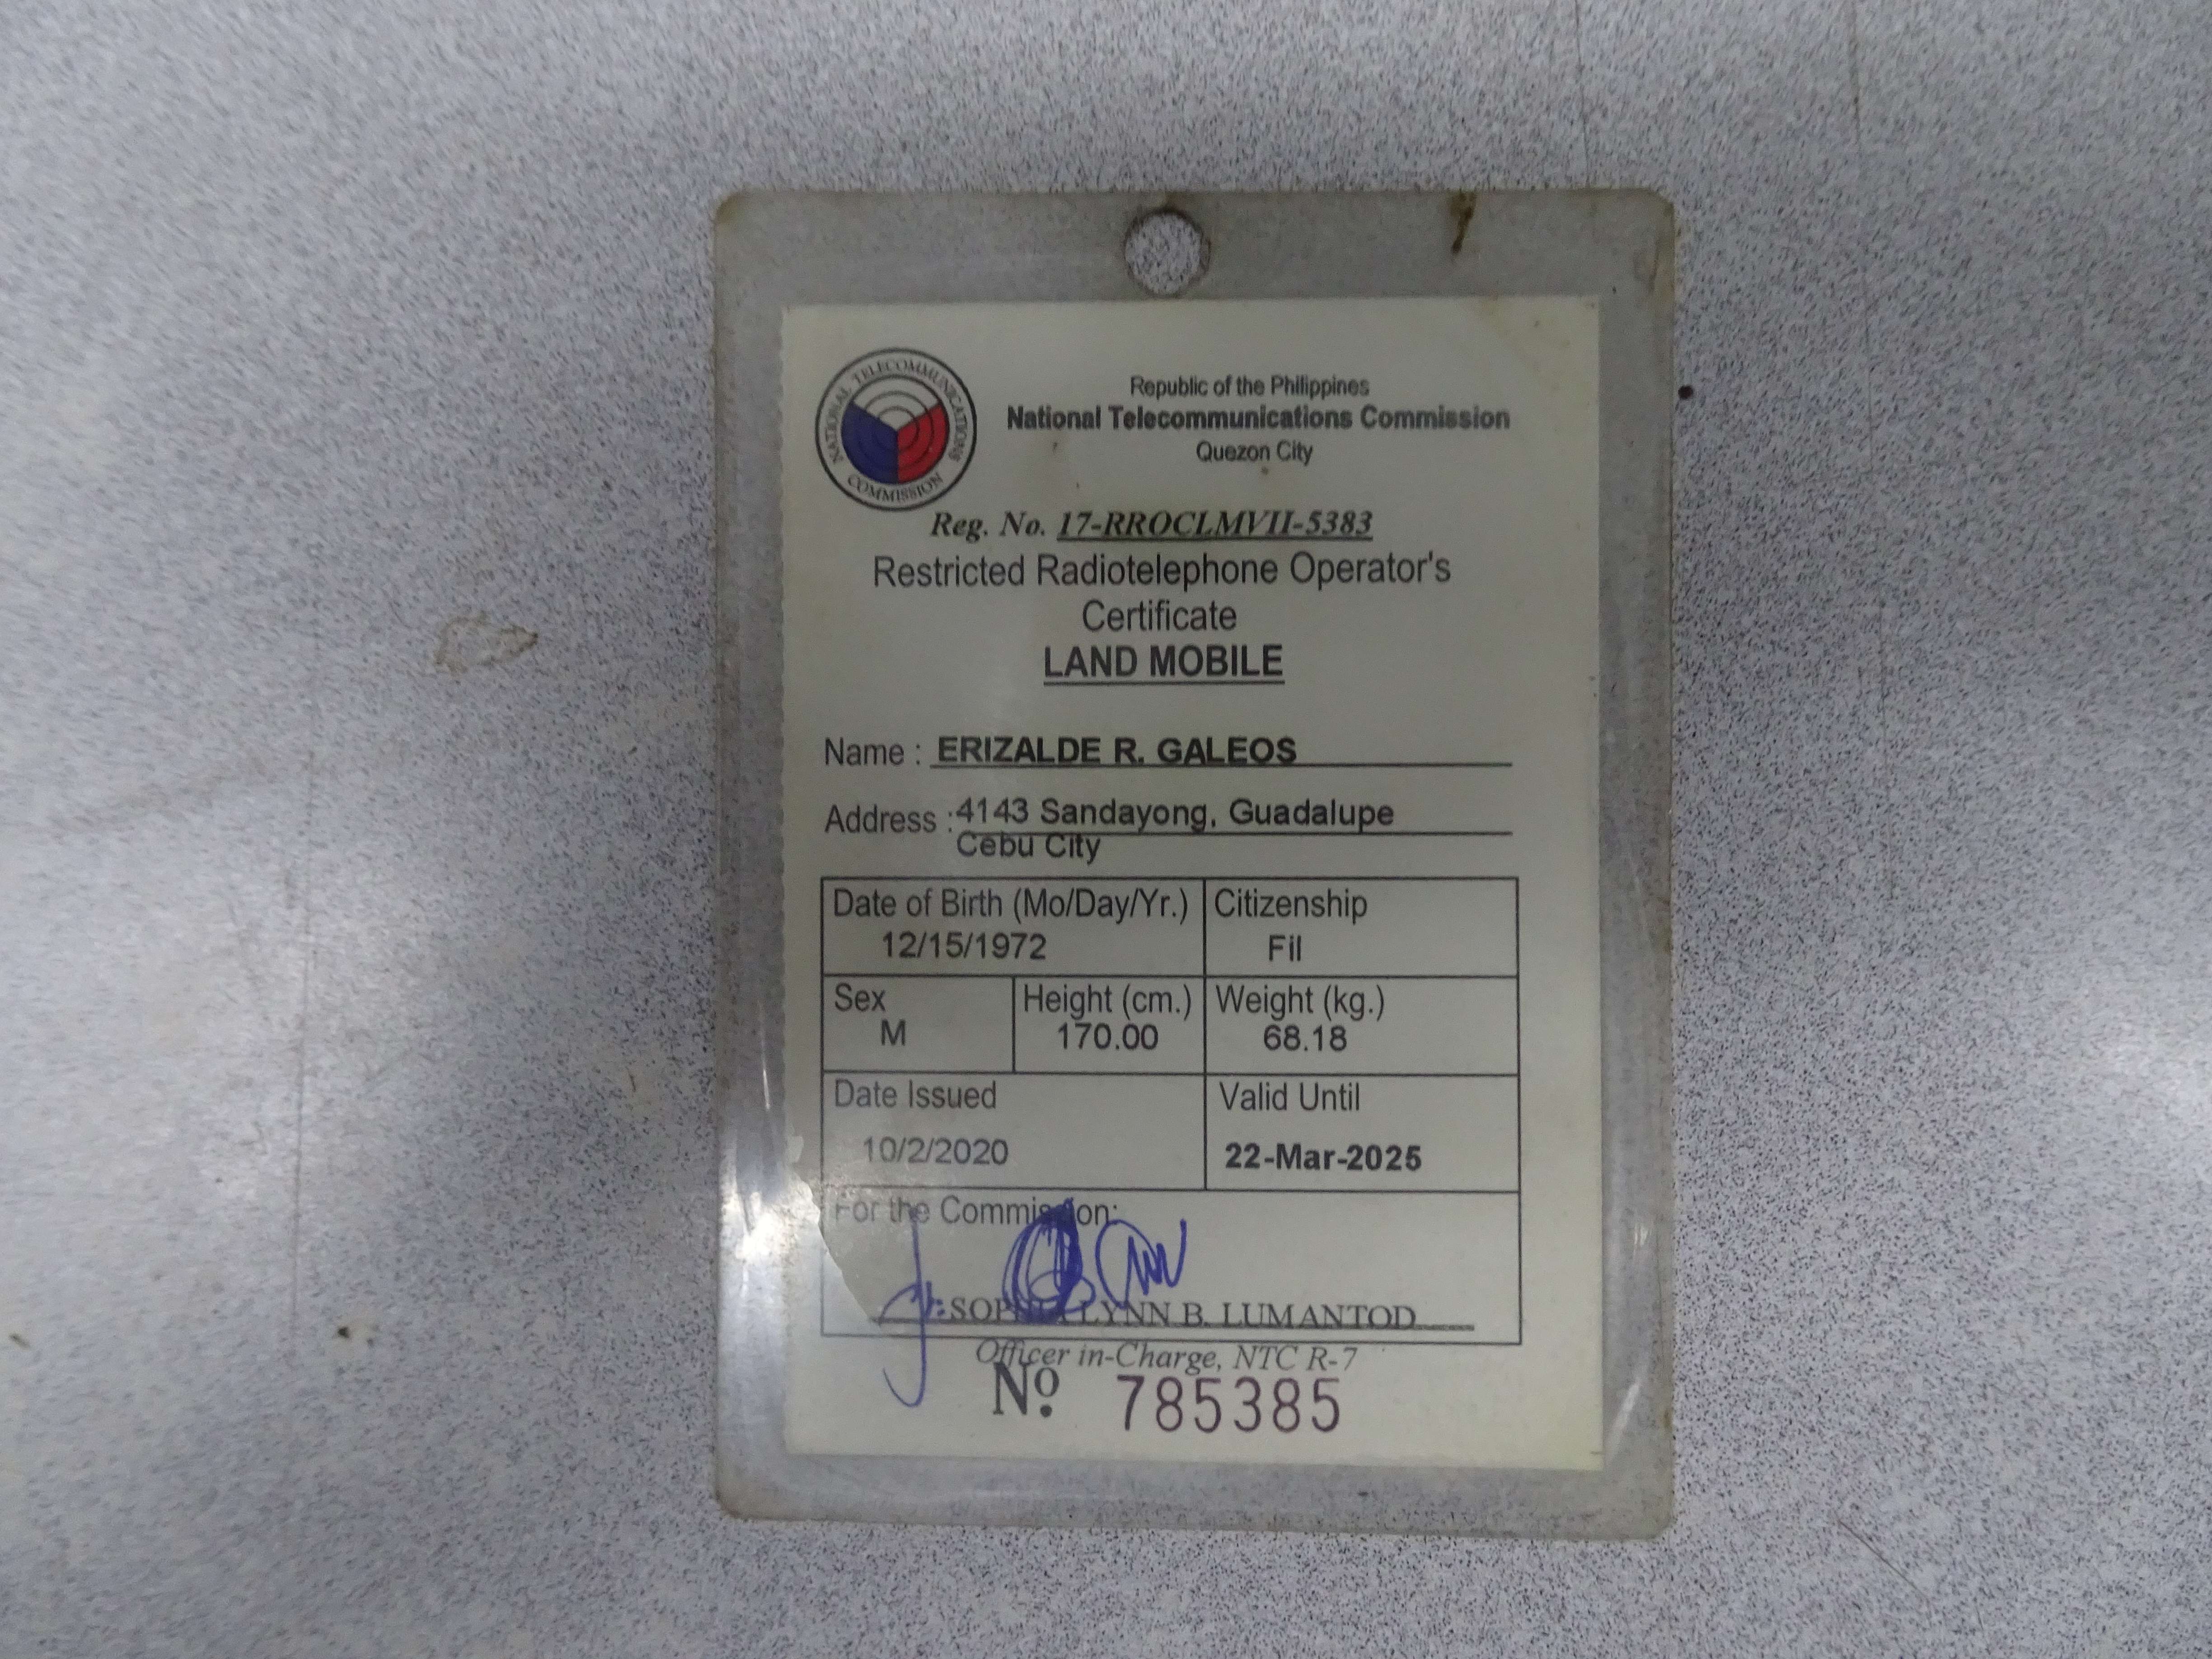 NATIONAL TELECOMMUNICATIONS COMMISSION
Republic of the Philippines
National Telecommunications Commission
Quezon City
Reg. No. 17-RROCLMVII-5383
Restricted Radiotelephone Operator's
Certificate
LAND MOBILE
Name : ERIZALDE R. GALEOS
Address : 4143 Sandayong, Guadalupe
Cebu City
Date of Birth (Mo/Day/Yr.) Citizenship
12/15/1972 Fil
Sex Height (cm.) Weight (kg.)
M 170.00 68.18
Date Issued Valid Until
10/2/2020 22-Mar-2025
For the Commission:
LYNN B. LUMANTOD
Officer in-Charge, NTC R-7
No. 785385